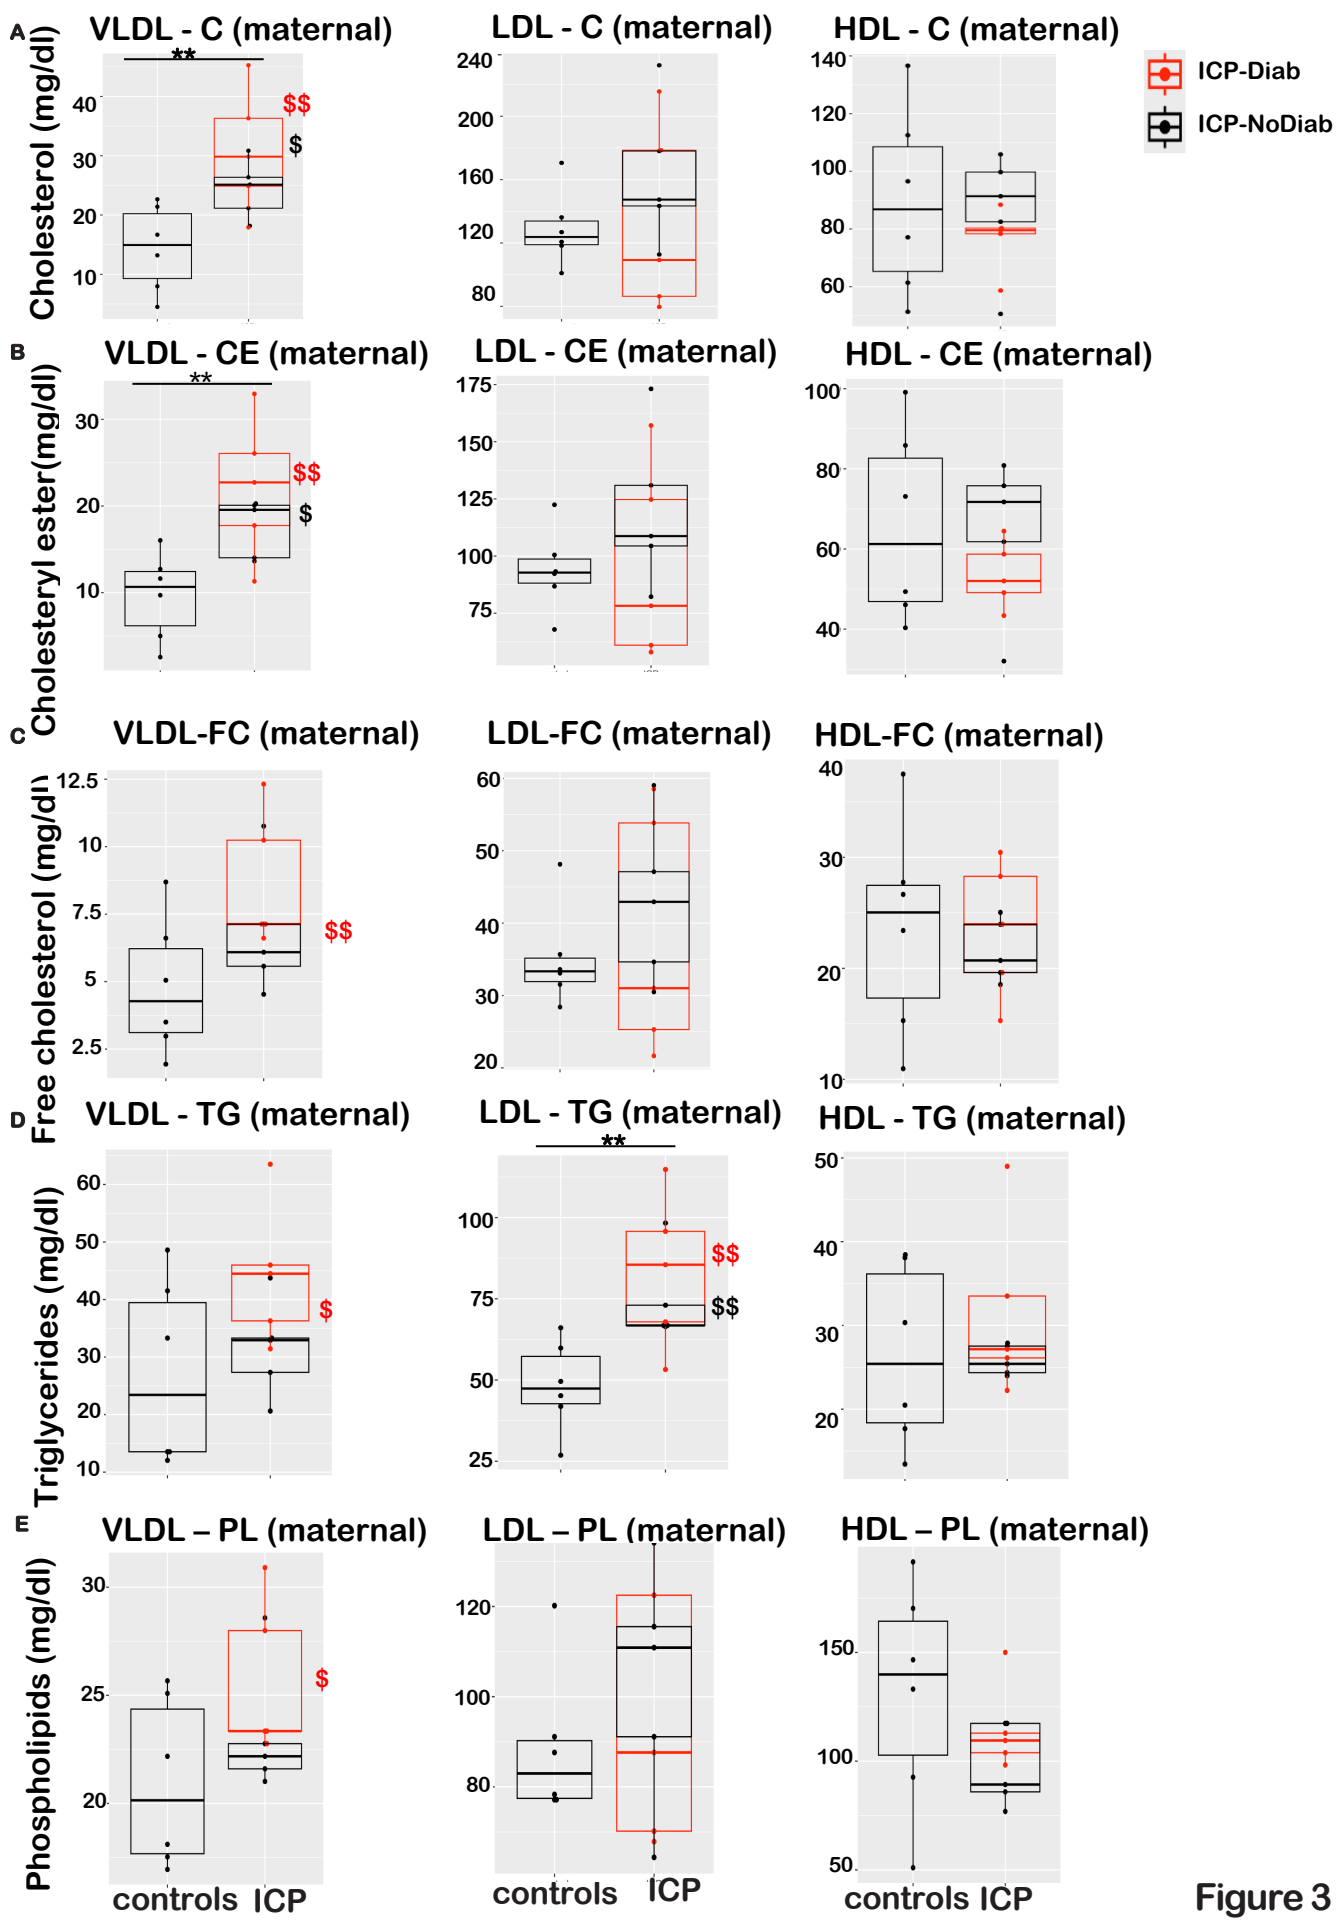 A
VLDL - C (maternal)
LDL - C (maternal)
HDL - C (maternal)
Cholesterol (mg/dl)
**
40
30
20
10
$$
$
240
200
160
120
80
140
120
100
80
60
ICP-Diab
ICP-NoDiab
B
VLDL - CE (maternal)
LDL - CE (maternal)
HDL - CE (maternal)
Cholesteryl ester(mg/dl)
**
30
20
10
$$
$
175
150
125
100
75
100
80
60
40
C
VLDL-FC (maternal)
LDL-FC (maternal)
HDL-FC (maternal)
Free cholesterol (mg/dl)
12.5
10
7.5
5
2.5
$$
60
50
40
30
20
40
30
20
10
D
VLDL - TG (maternal)
LDL - TG (maternal)
HDL - TG (maternal)
Triglycerides (mg/dl)
60
50
40
30
20
10
$
**
100
75
50
25
$$
$$
50
40
30
20
E
VLDL – PL (maternal)
LDL – PL (maternal)
HDL – PL (maternal)
Phospholipids (mg/dl)
30
25
20
$
120
100
80
150
100
50
controls ICP
controls ICP
controls ICP
Figure 3